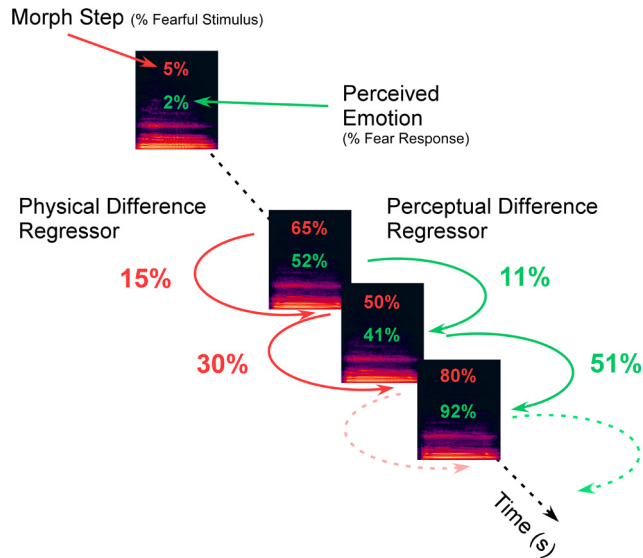 Morph Step (% Fearful Stimulus)
5%
2%
Perceived
Emotion
(% Fear Response)
Physical Difference
Regressor
Perceptual Difference
Regressor
65%
52%
15%
11%
50%
41%
30%
51%
80%
92%
Time (s)